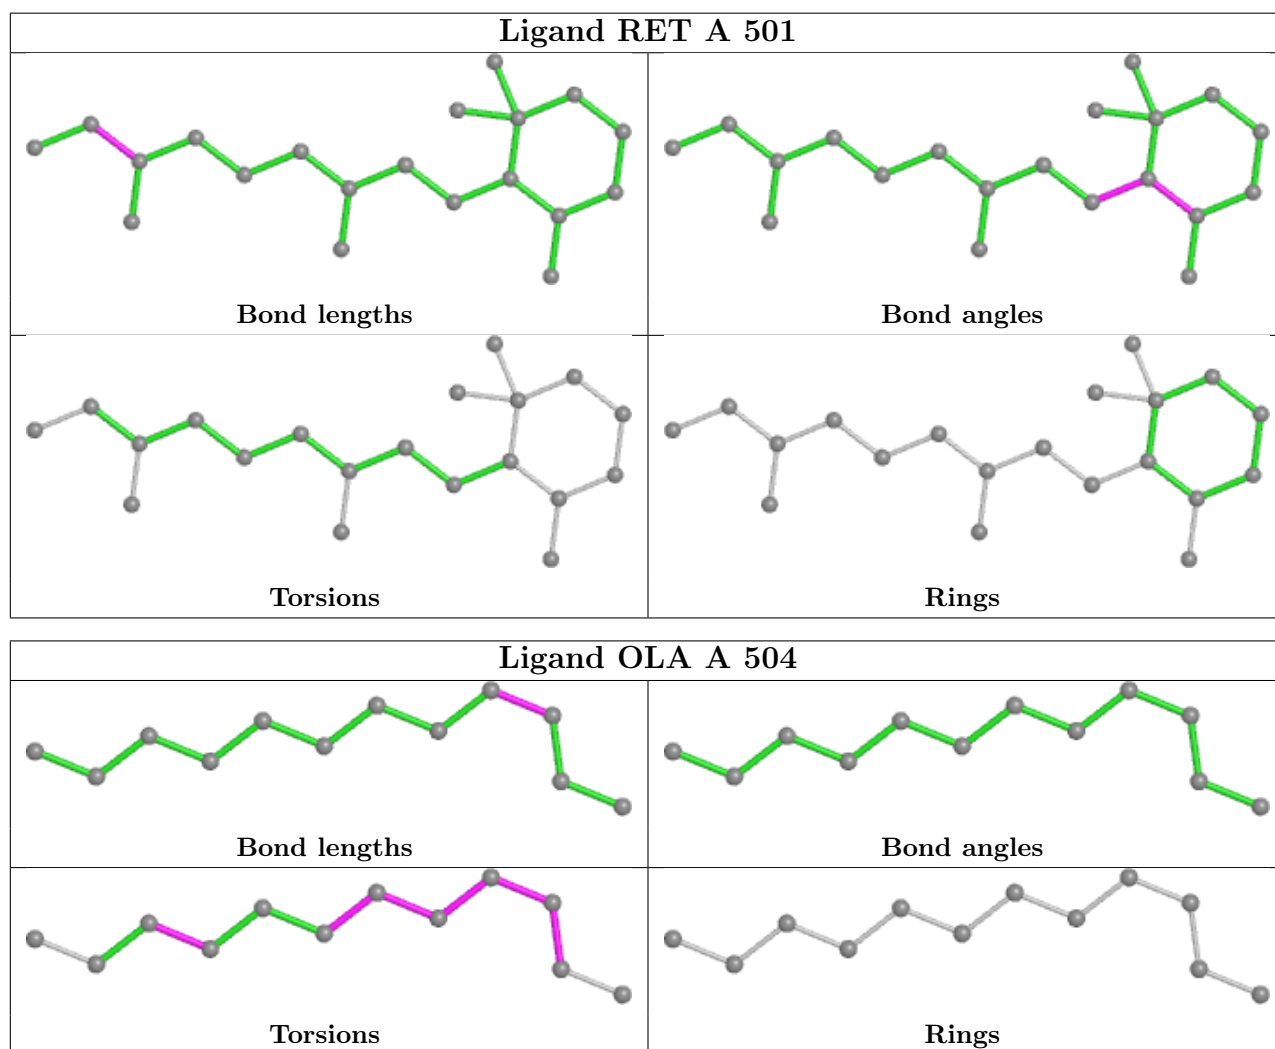 Ligand RET A 501
Bond lengths
Bond angles
Torsions
Rings
Ligand OLA A 504
Bond lengths
Bond angles
Torsions
Rings